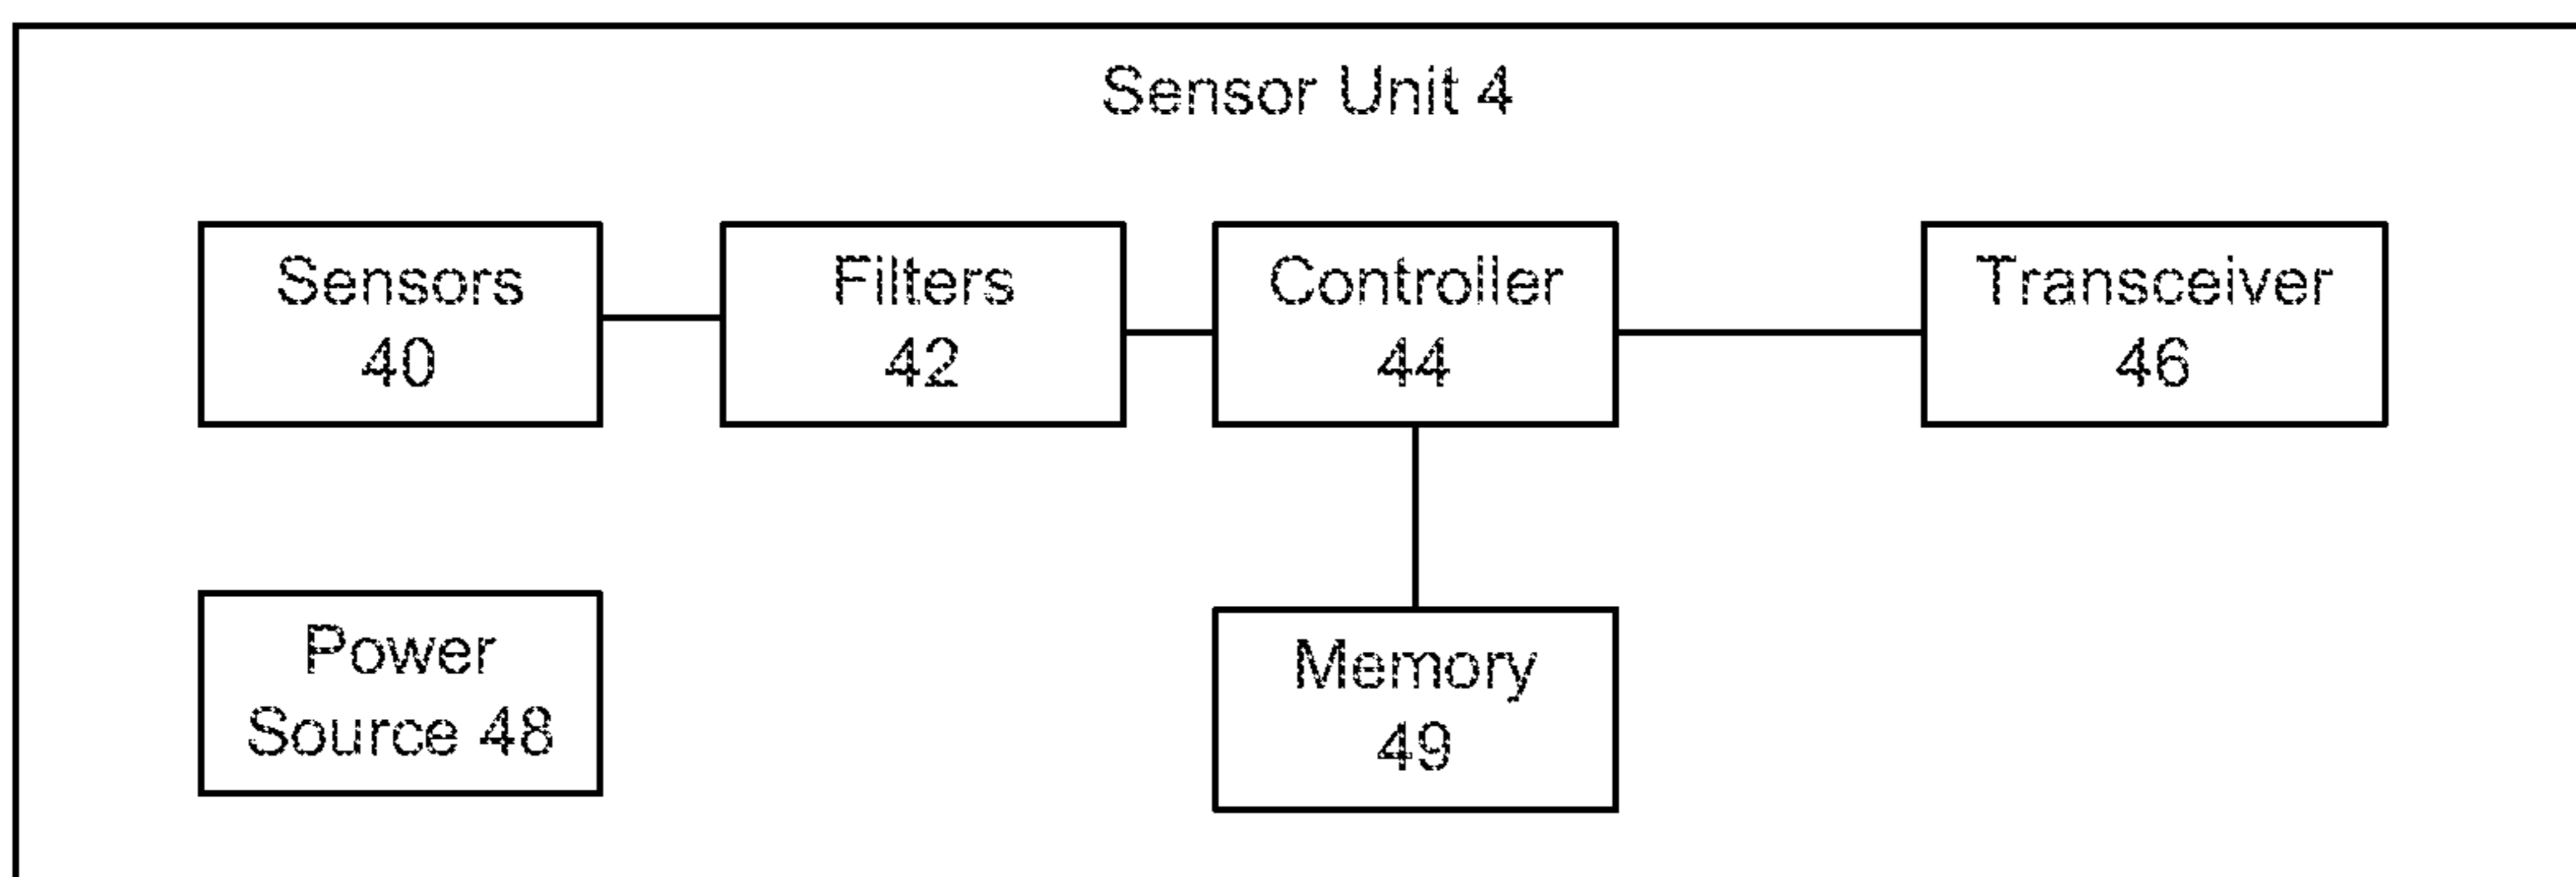 Sensor Unit 4
Sensors
40
Filters
42
Controller
44
Transceiver
46
Power
Source 48
Memory
49